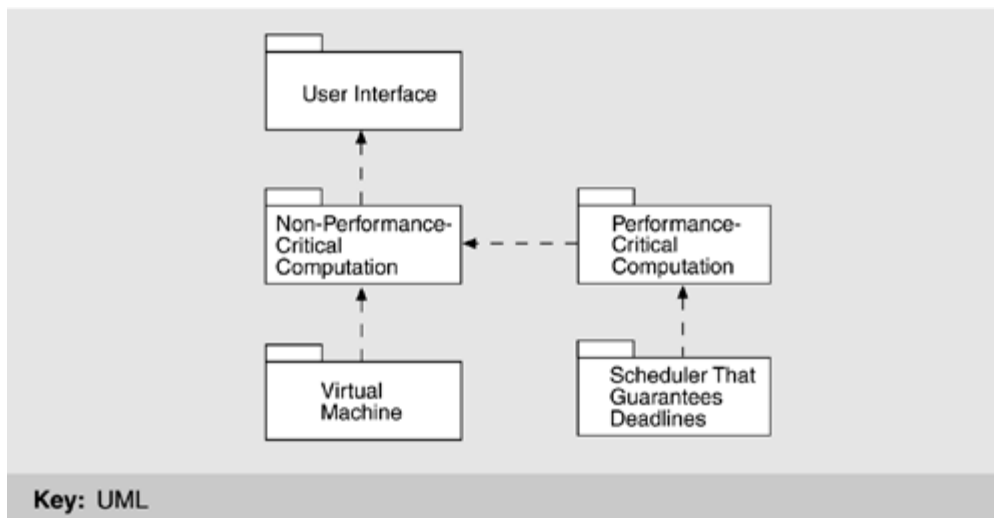 User Interface
Non-Performance-
Critical
Computation
Performance-
Critical
Computation
Virtual
Machine
Scheduler That
Guarantees
Deadlines
Key: UML